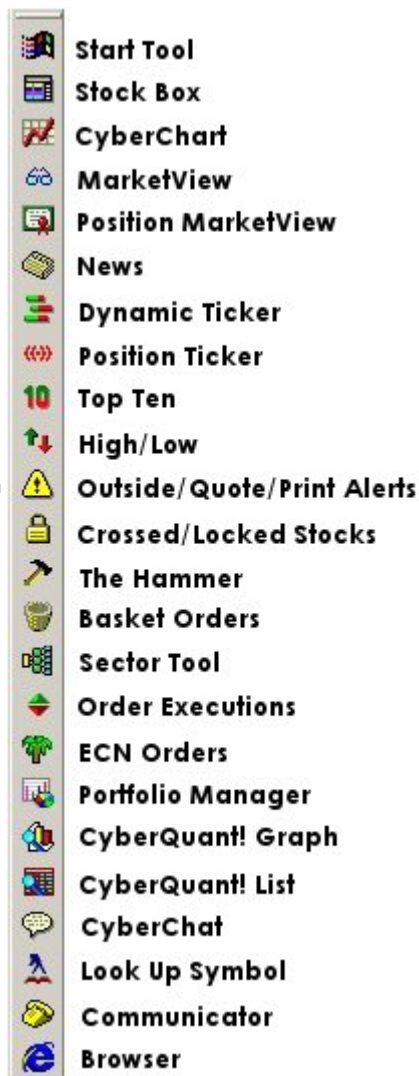 Start Tool
Stock Box
CyberChart
MarketView
Position MarketView
News
Dynamic Ticker
Position Ticker
10 Top Ten
High/Low
Outside/Quote/Print Alerts
Crossed/Locked Stocks
The Hammer
Basket Orders
Sector Tool
Order Executions
ECN Orders
Portfolio Manager
CyberQuant! Graph
CyberQuant! List
CyberChat
Look Up Symbol
Communicator
Browser